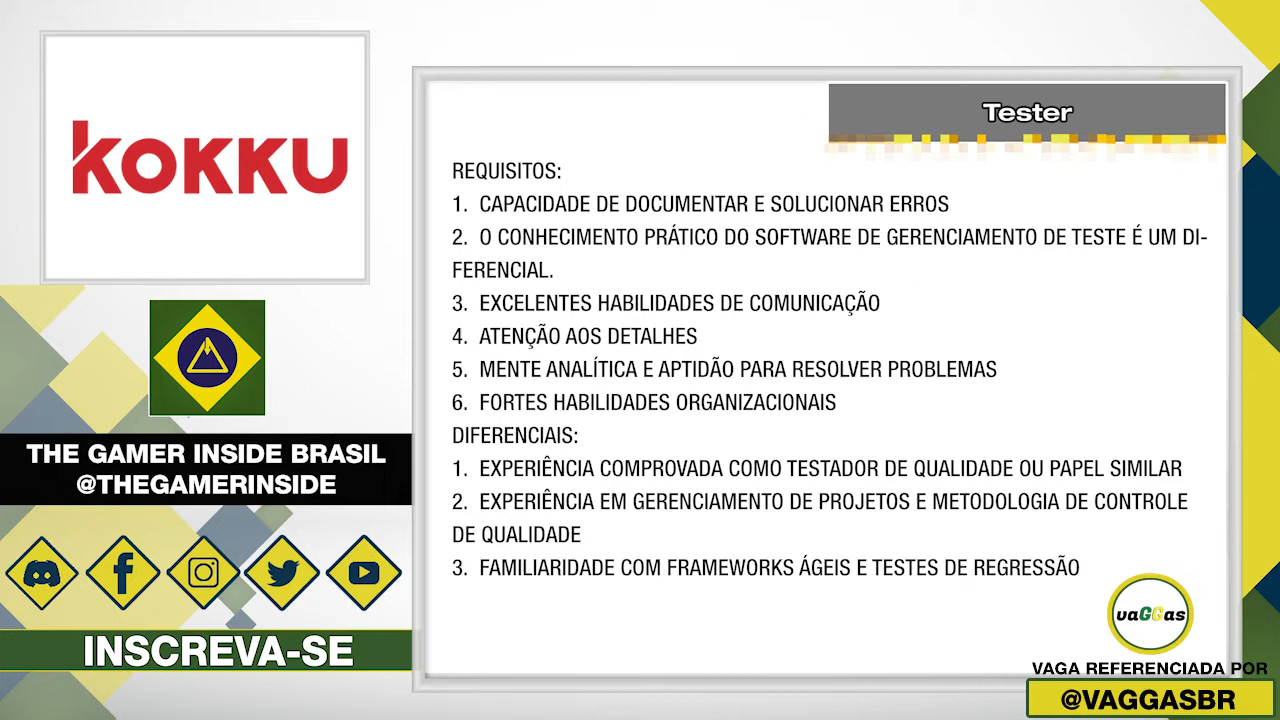 KOKKU
THE GAMER INSIDE BRASIL
@THEGAMERINSIDE
INSCREVA-SE
Tester
REQUISITOS:
1. CAPACIDADE DE DOCUMENTAR E SOLUCIONAR ERROS
2. O CONHECIMENTO PRÁTICO DO SOFTWARE DE GERENCIAMENTO DE TESTE É UM DI-
FERENCIAL.
3. EXCELENTES HABILIDADES DE COMUNICAÇÃO
4. ATENÇÃO AOS DETALHES
5. MENTE ANALÍTICA E APTIDÃO PARA RESOLVER PROBLEMAS
6. FORTES HABILIDADES ORGANIZACIONAIS
DIFERENCIAIS:
1. EXPERIÊNCIA COMPROVADA COMO TESTADOR DE QUALIDADE OU PAPEL SIMILAR
2. EXPERIÊNCIA EM GERENCIAMENTO DE PROJETOS E METODOLOGIA DE CONTROLE
DE QUALIDADE
3. FAMILIARIDADE COM FRAMEWORKS ÁGEIS E TESTES DE REGRESSÃO
vaGGas
VAGA REFERENCIADA POR
@VAGGASBR